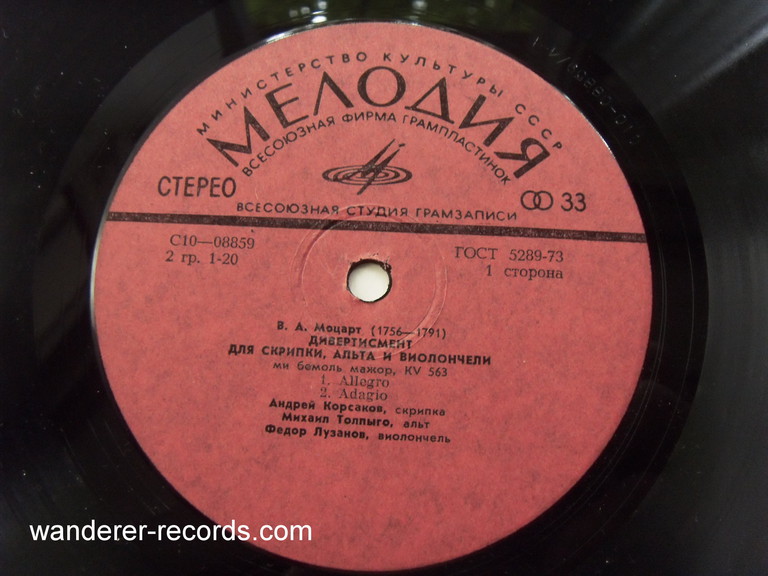 МИНИСТЕРСТВО КУЛЬТУРЫ СССР
МЕЛОДИЯ
ВСЕСОЮЗНАЯ ФИРМА ГРАМПЛАСТИНОК
СТЕРЕО
33
ВСЕСОЮЗНАЯ СТУДИЯ ГРАМЗАПИСИ
С10—08859
ГОСТ 5289-73
2 гр. 1-20
1 сторона
В. А. Моцарт (1756—1791)
ДИВЕРТИСМЕНТ
ДЛЯ СКРИПКИ, АЛЬТА И ВИОЛОНЧЕЛИ
ми бемоль мажор, KV 563
1. Allegro
2. Adagio
Андрей Корсаков, скрипка
Михаил Толпыго, альт
Федор Лузанов, виолончель
wanderer-records.com